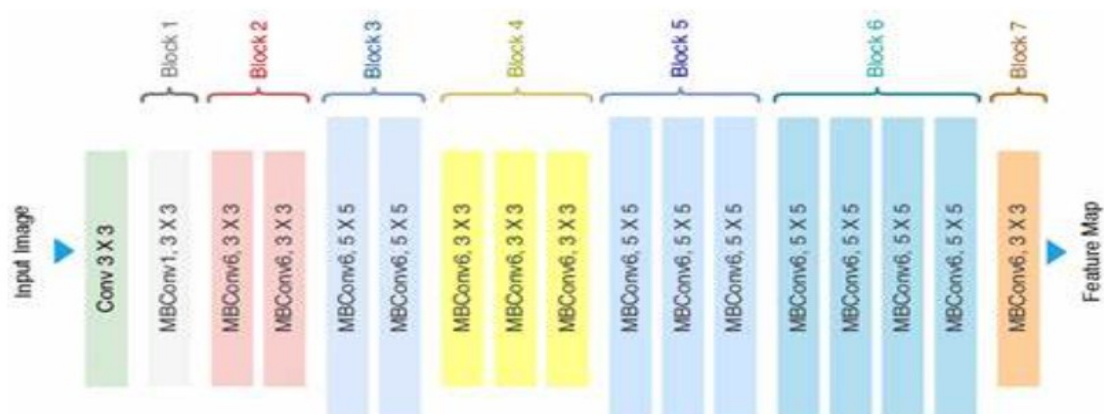 Input Image
Conv 3 X 3
Block 1
MBConv1, 3 X 3
Block 2
MBConv6, 3 X 3
MBConv6, 3 X 3
Block 3
MBConv6, 5 X 5
MBConv6, 5 X 5
Block 4
MBConv6, 3 X 3
MBConv6, 3 X 3
MBConv6, 3 X 3
Block 5
MBConv6, 5 X 5
MBConv6, 5 X 5
MBConv6, 5 X 5
Block 6
MBConv6, 5 X 5
MBConv6, 5 X 5
MBConv6, 5 X 5
MBConv6, 5 X 5
Block 7
MBConv6, 3 X 3
Feature Map